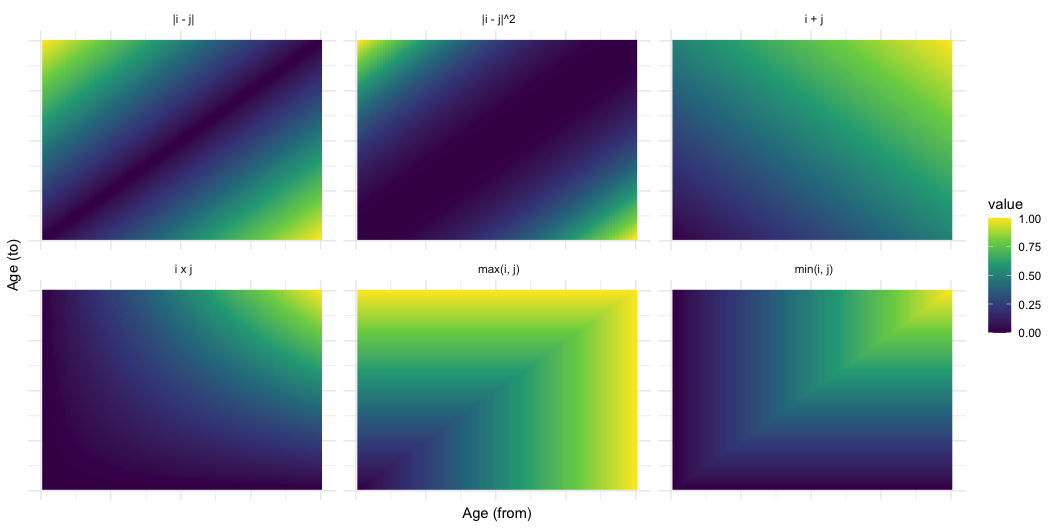 |i - j|
|i - j|^2
i + j
Age (to)
value
1.00
0.75
0.50
0.25
0.00
i x j
max(i, j)
min(i, j)
Age (from)